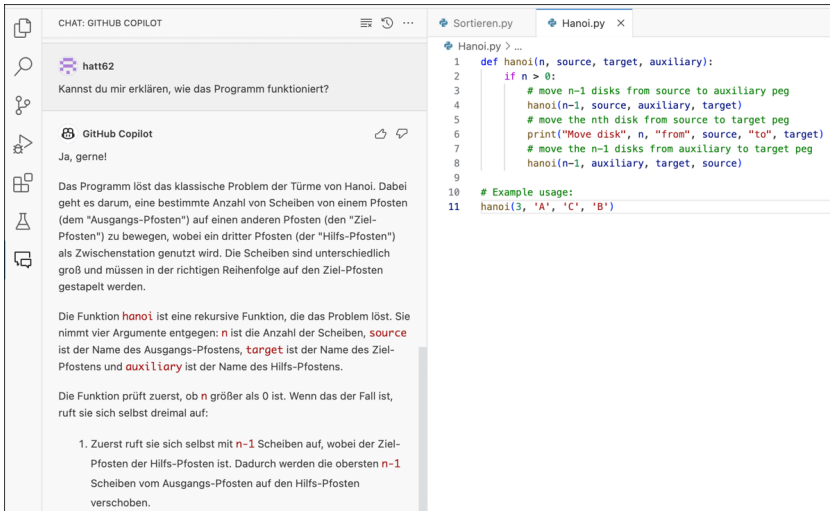 CHAT: GITHUB COPILOT
hatt62
Kannst du mir erklären, wie das Programm funktioniert?
GitHub Copilot
Ja, gerne!
Das Programm löst das klassische Problem der Türme von Hanoi. Dabei
geht es darum, eine bestimmte Anzahl von Scheiben von einem Pfosten
(dem "Ausgangs-Pfosten") auf einen anderen Pfosten (den "Ziel-
Pfosten") zu bewegen, wobei ein dritter Pfosten (der "Hilfs-Pfosten")
als Zwischenstation genutzt wird. Die Scheiben sind unterschiedlich
groß und müssen in der richtigen Reihenfolge auf den Ziel-Pfosten
gestapelt werden.
Die Funktion hanoi ist eine rekursive Funktion, die das Problem löst. Sie
nimmt vier Argumente entgegen: n ist die Anzahl der Scheiben, source
ist der Name des Ausgangs-Pfostens, target ist der Name des Ziel-
Pfostens und auxiliary ist der Name des Hilfs-Pfostens.
Die Funktion prüft zuerst, ob n größer als 0 ist. Wenn das der Fall ist,
ruft sie sich selbst dreimal auf:
1. Zuerst ruft sie sich selbst mit n-1 Scheiben auf, wobei der Ziel-
Pfosten der Hilfs-Pfosten ist. Dadurch werden die obersten n-1
Scheiben vom Ausgangs-Pfosten auf den Hilfs-Pfosten
verschoben.
Sortieren.py
Hanoi.py
Hanoi.py > ...
1 def hanoi(n, source, target, auxiliary):
2 if n > 0:
3 # move n-1 disks from source to auxiliary peg
4 hanoi(n-1, source, auxiliary, target)
5 # move the nth disk from source to target peg
6 print("Move disk", n, "from", source, "to", target)
7 # move the n-1 disks from auxiliary to target peg
8 hanoi(n-1, auxiliary, target, source)
9
10 # Example usage:
11 hanoi(3, 'A', 'C', 'B')